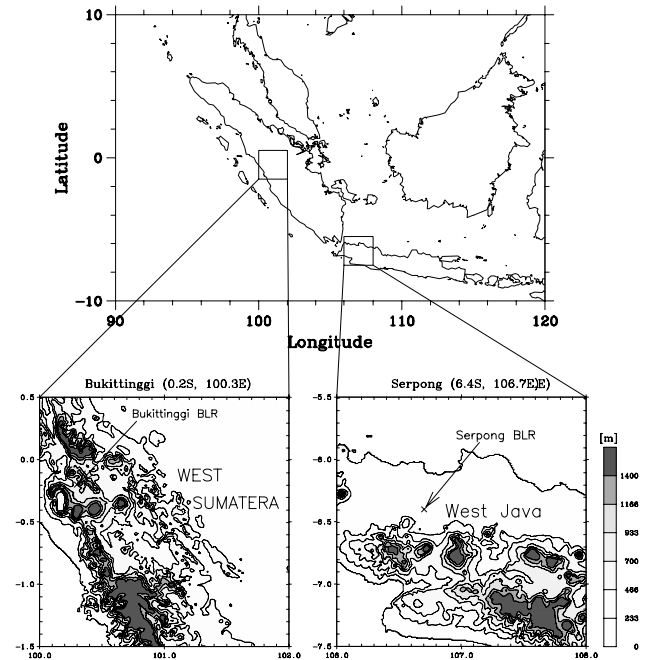 10
0
-10
Latitude
90 100 110 120
Longitude
Bukittinggi (0.2S, 100.3E)
0.5
0.0
-0.5
-1.0
-1.5
100.0 101.0 102.0
Bukittinggi BLR
WEST
SUMATERA
Serpong (6.4S, 106.7E)E)
-5.5
-6.0
-6.5
-7.0
-7.5
106.0 107.0 108.0
Serpong BLR
West Java
[m]
1400
1166
933
700
466
233
0